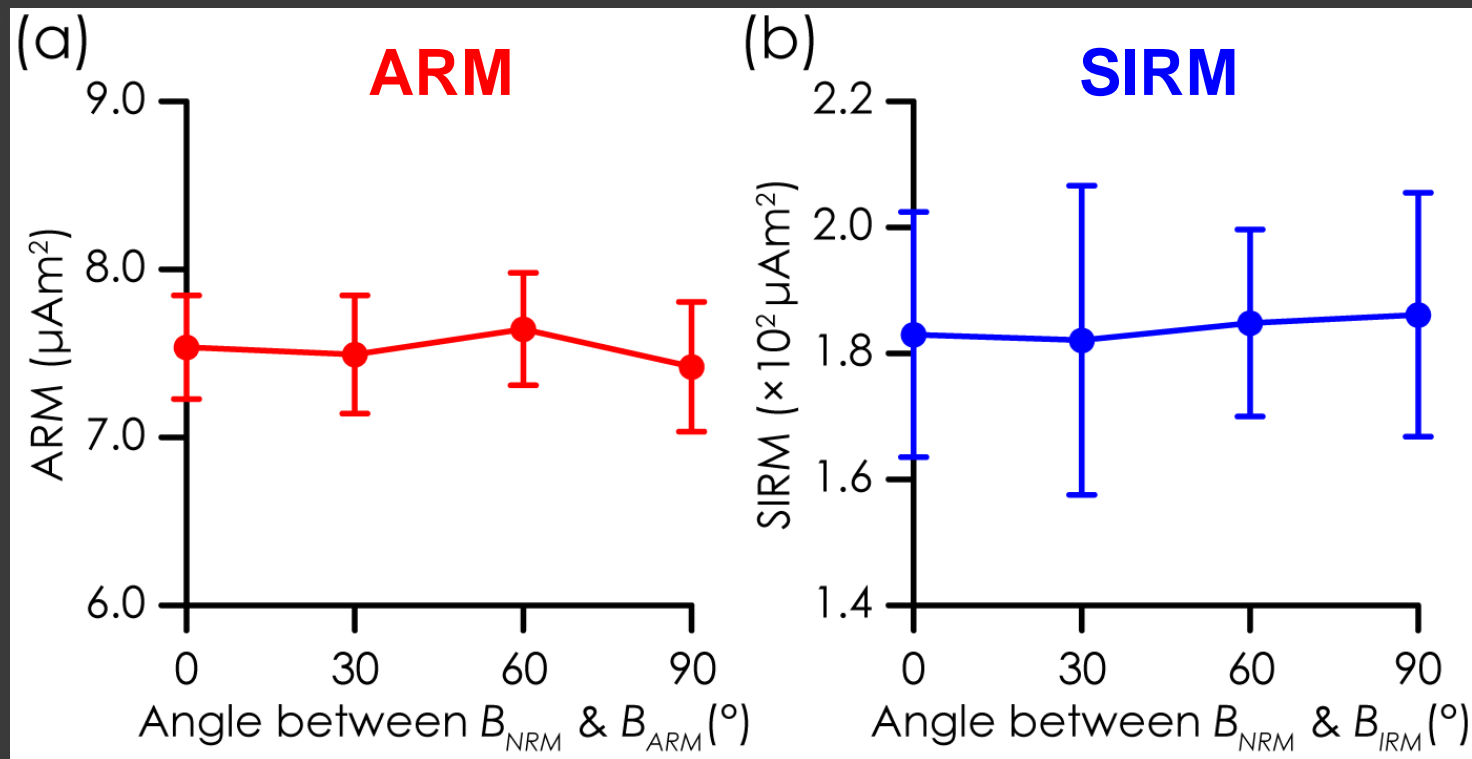 (a)
ARM
ARM (µAm²)
9.0
8.0
7.0
6.0
0 30 60 90
Angle between B_NRM & B_ARM (°)
(b)
SIRM
SIRM (×10² µAm²)
2.2
2.0
1.8
1.6
1.4
0 30 60 90
Angle between B_NRM & B_IRM (°)